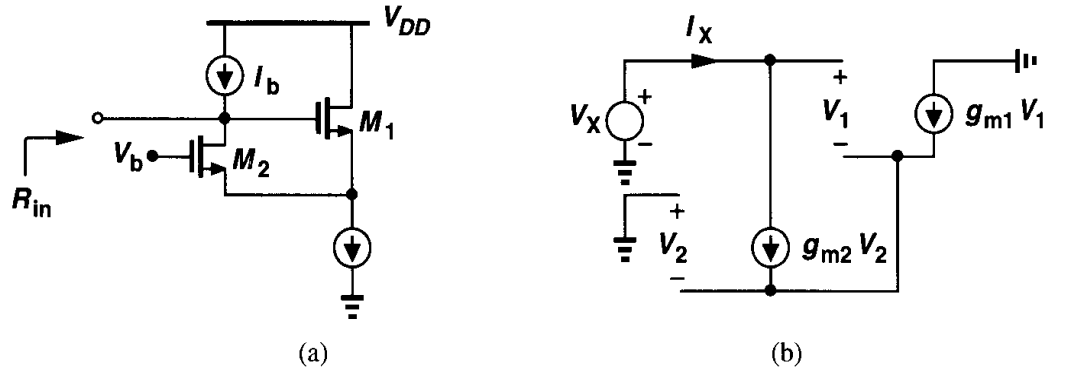 V_DD
I_b
M_1
V_b
M_2
R_in
(a)
I_X
V_X
+
−
+
V_1
−
g_m1 V_1
+
V_2
−
g_m2 V_2
(b)